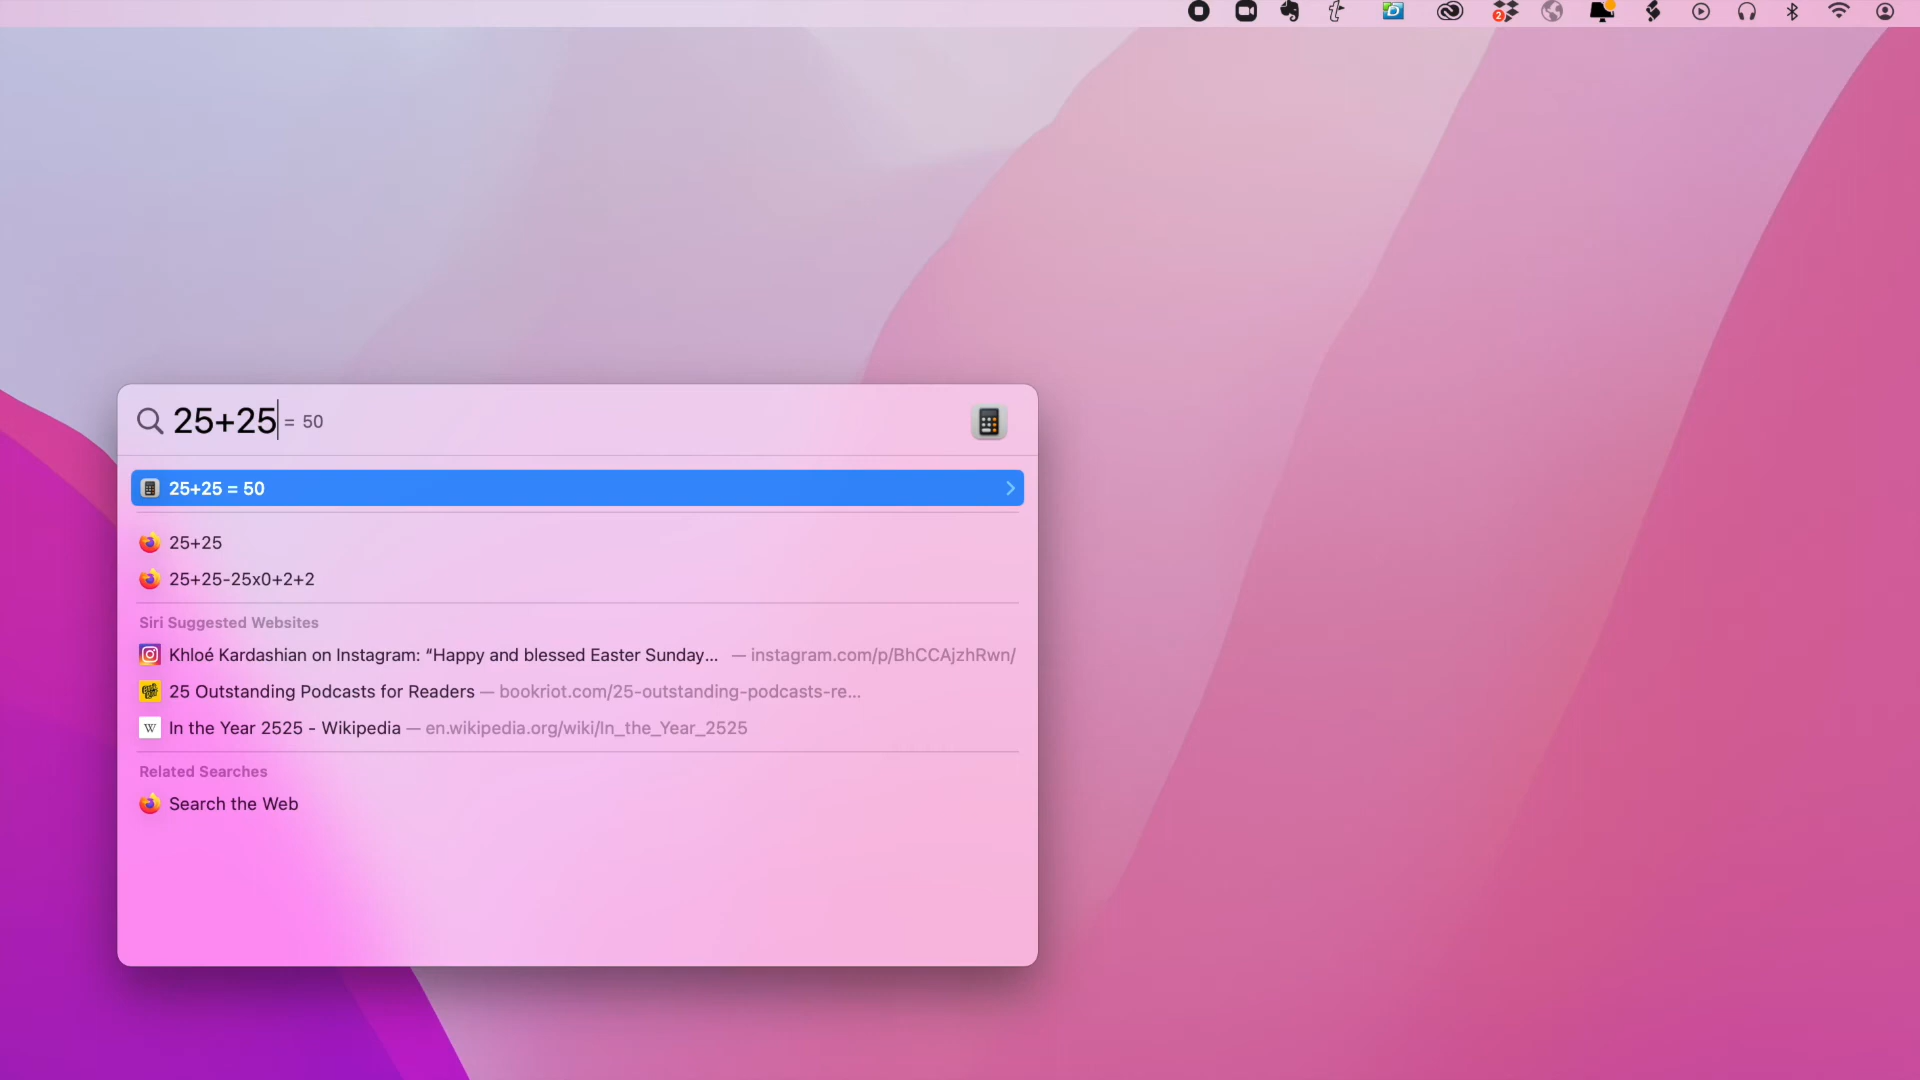 2
25+25 = 50
25+25 = 50
25+25
25+25-25x0+2+2
Siri Suggested Websites
Khloé Kardashian on Instagram: “Happy and blessed Easter Sunday... — instagram.com/p/BhCCAjzhRwn/
25 Outstanding Podcasts for Readers — bookriot.com/25-outstanding-podcasts-re...
W In the Year 2525 - Wikipedia — en.wikipedia.org/wiki/In_the_Year_2525
Related Searches
Search the Web